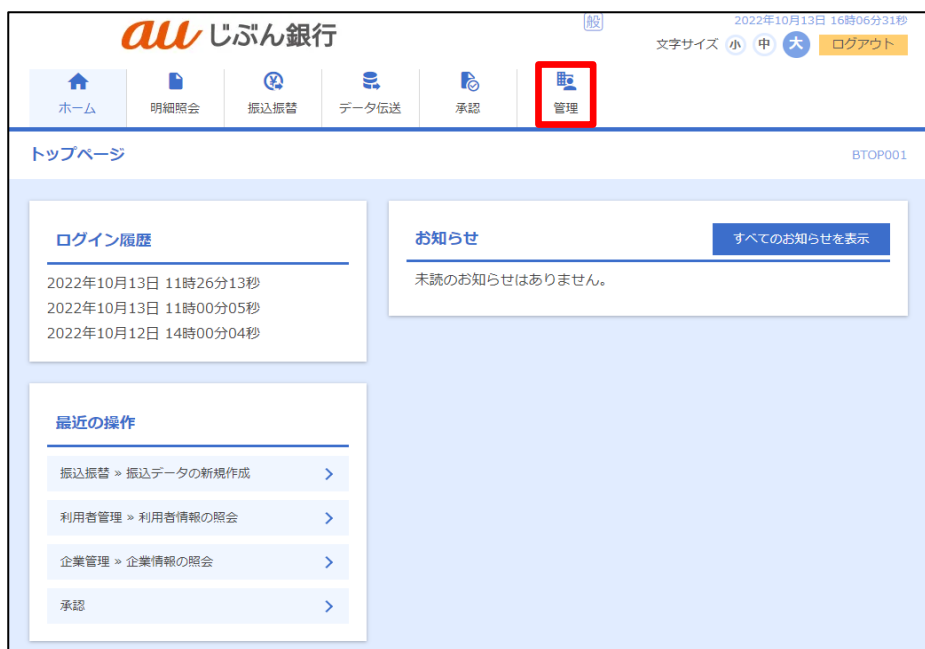 au じぶん銀行
般
2022年10月13日 16時06分31秒
文字サイズ 小 中 大 ログアウト
ホーム 明細照会 振込振替 データ伝送 承認 管理
トップページ BTOP001
ログイン履歴
2022年10月13日 11時26分13秒
2022年10月13日 11時00分05秒
2022年10月12日 14時00分04秒
お知らせ すべてのお知らせを表示
未読のお知らせはありません。
最近の操作
振込振替 » 振込データの新規作成
利用者管理 » 利用者情報の照会
企業管理 » 企業情報の照会
承認